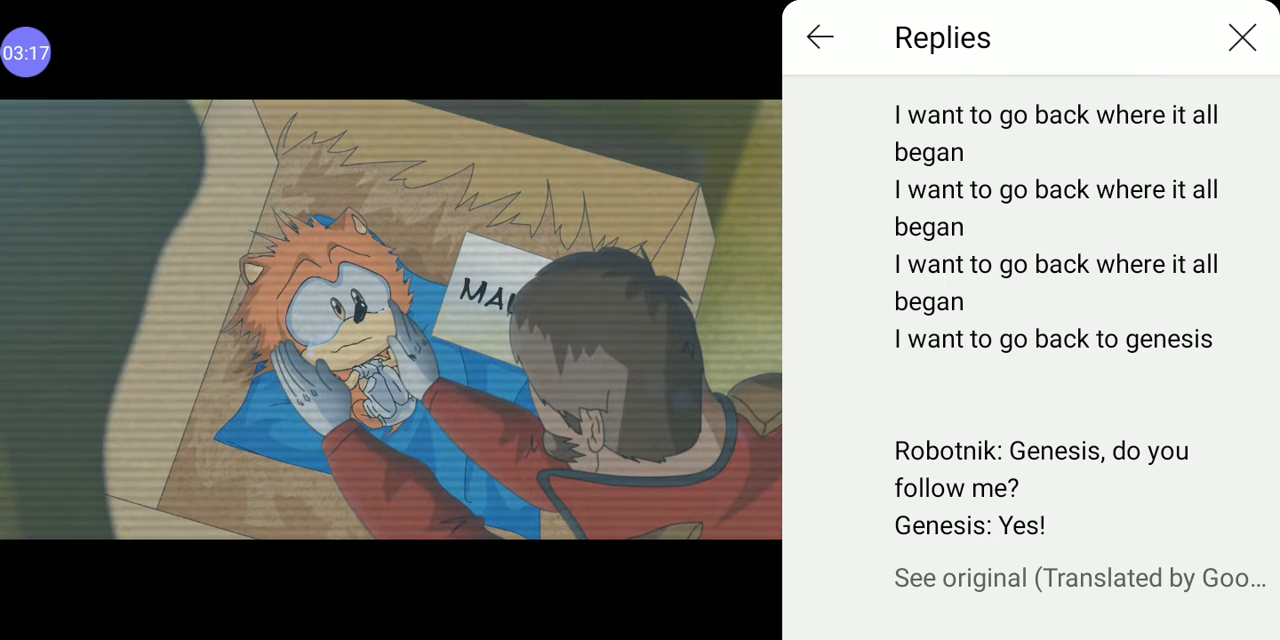 03:17
Replies
I want to go back where it all
began
I want to go back where it all
began
I want to go back where it all
began
I want to go back to genesis
Robotnik: Genesis, do you
follow me?
Genesis: Yes!
See original (Translated by Goo...